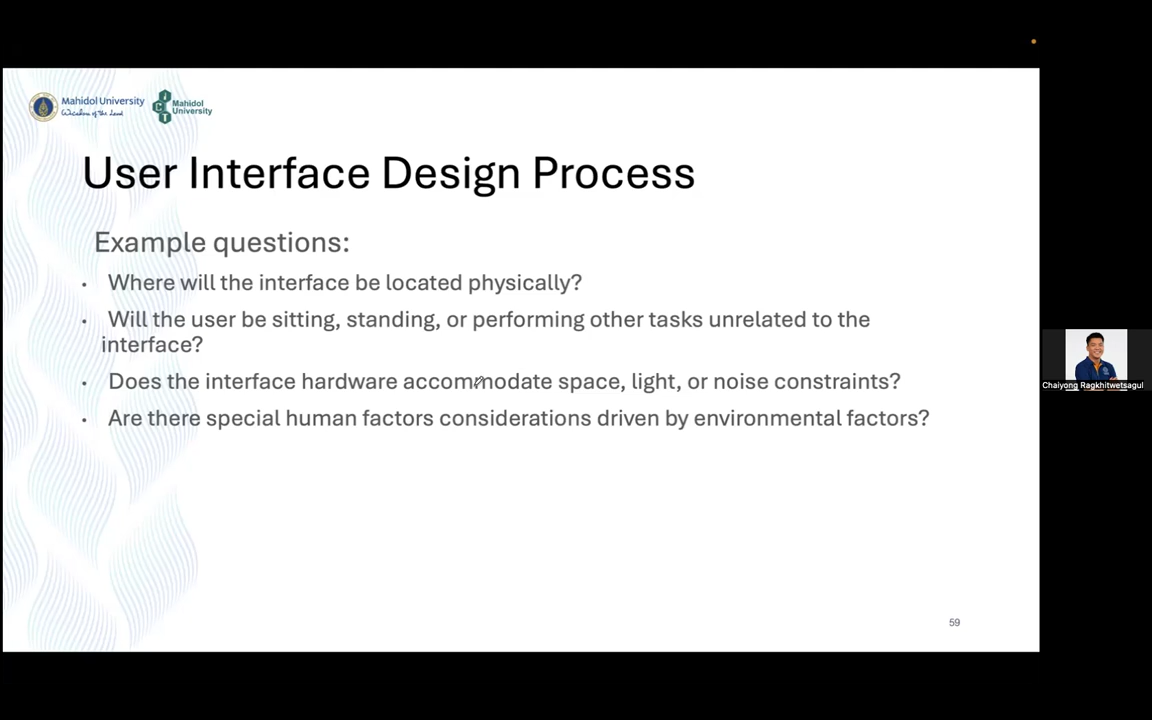 Mahidol University
Wisdom of the Land
ICT
Mahidol
University
User Interface Design Process
Example questions:
• Where will the interface be located physically?
• Will the user be sitting, standing, or performing other tasks unrelated to the
interface?
• Does the interface hardware accommodate space, light, or noise constraints?
• Are there special human factors considerations driven by environmental factors?
Chaiyong Ragkhitwetsagul
59